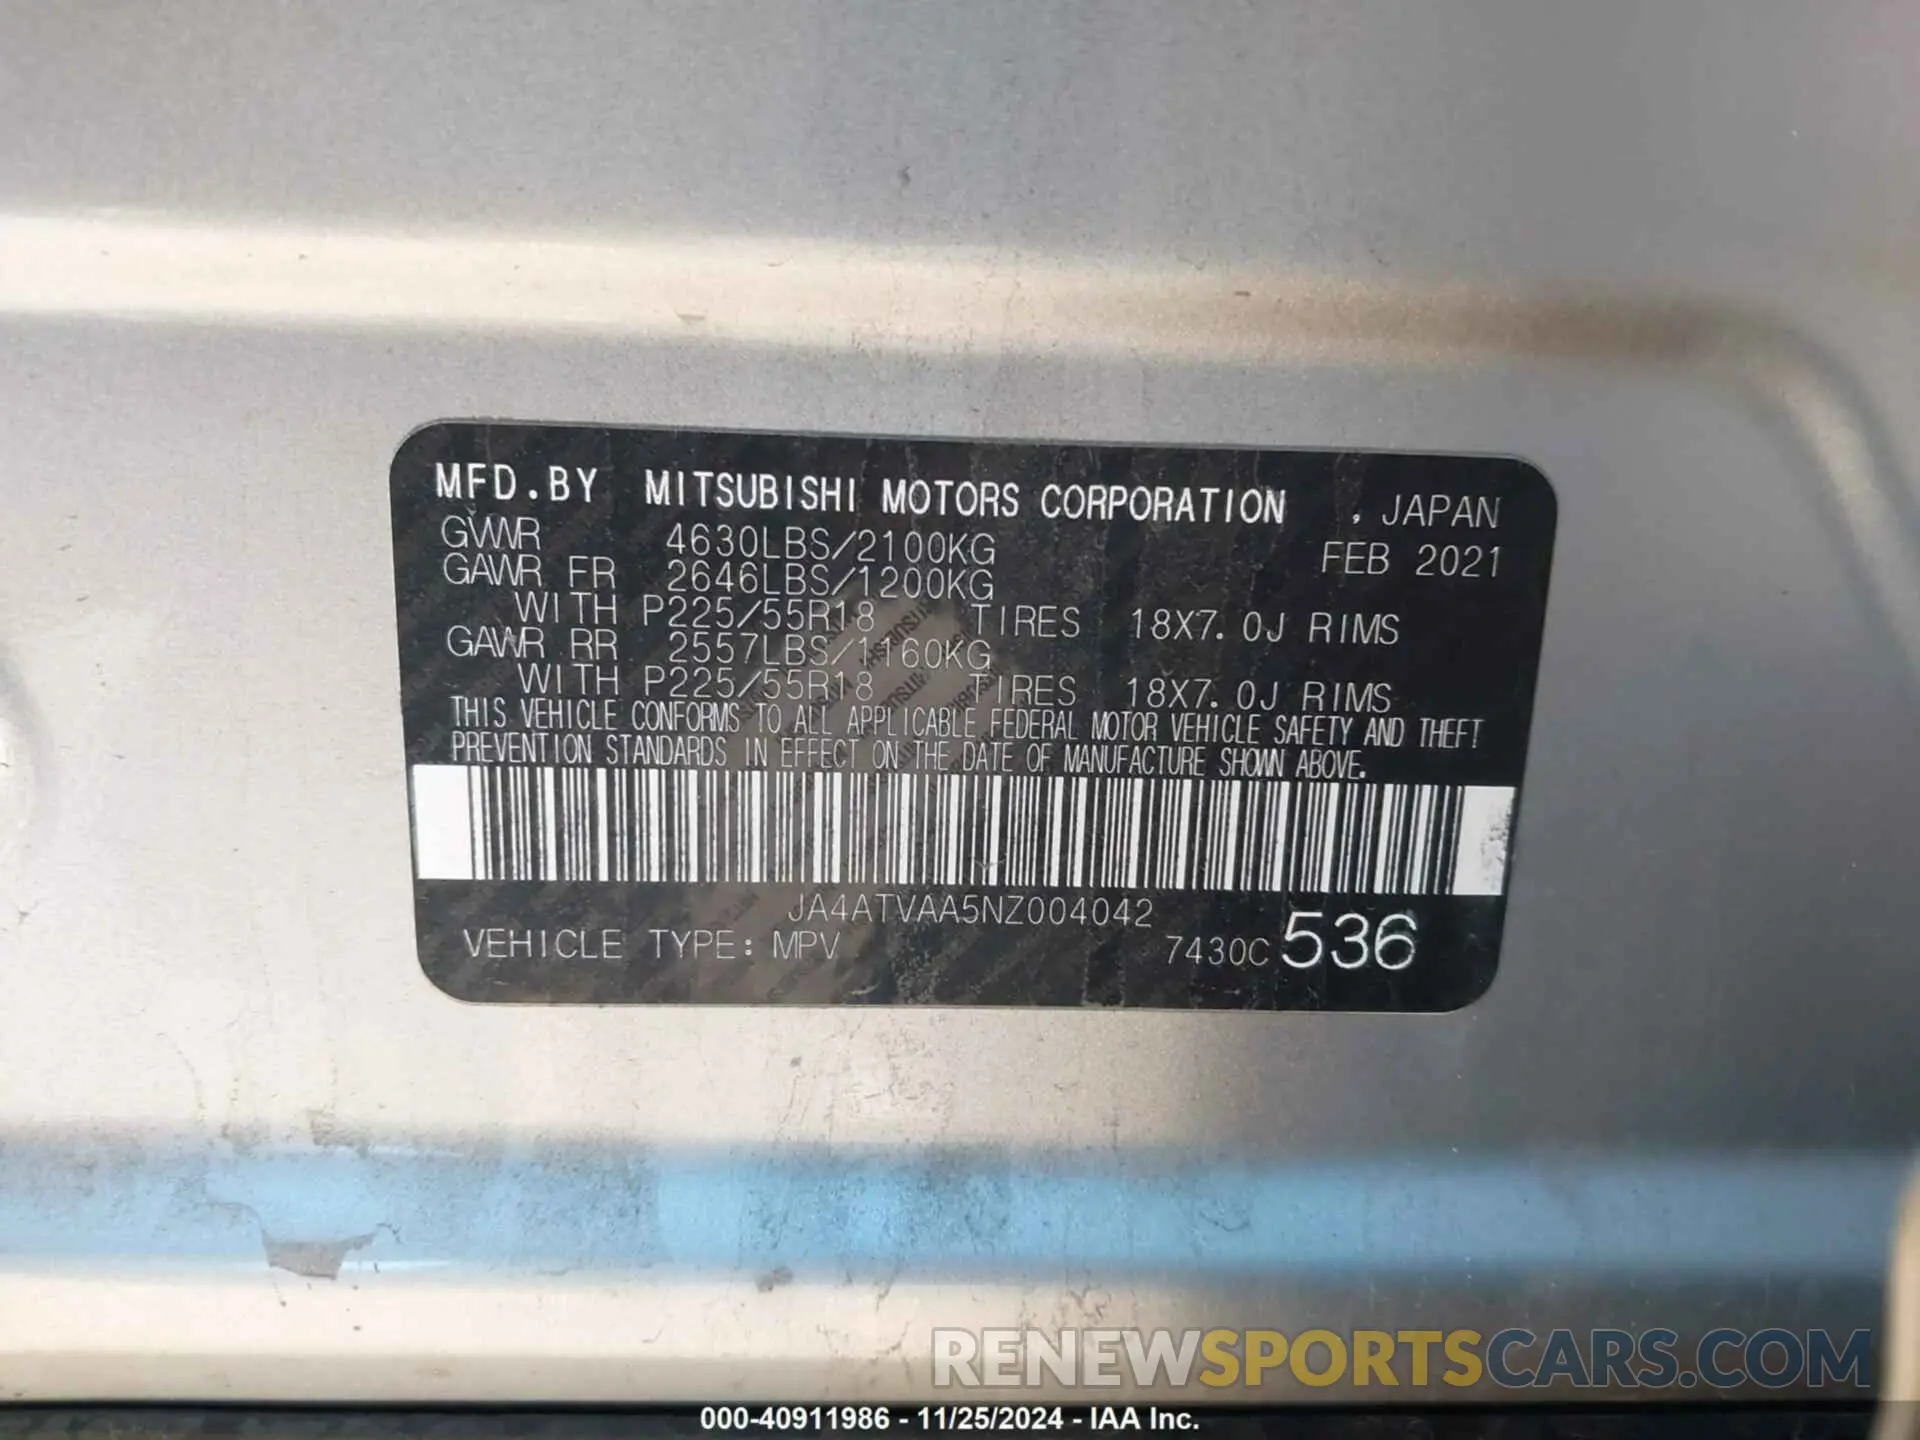 MFD.BY MITSUBISHI MOTORS CORPORATION , JAPAN
GVWR 4630LBS/2100KG FEB 2021
GAWR FR 2646LBS/1200KG
WITH P225/55R18 TIRES 18X7.0J RIMS
GAWR RR 2557LBS/1160KG
WITH P225/55R18 TIRES 18X7.0J RIMS
THIS VEHICLE CONFORMS TO ALL APPLICABLE FEDERAL MOTOR VEHICLE SAFETY AND THEFT
PREVENTION STANDARDS IN EFFECT ON THE DATE OF MANUFACTURE SHOWN ABOVE.
JA4ATVAA5NZ004042
VEHICLE TYPE: MPV 7430C 536
RENEWSPORTSCARS.COM
000-40911986 - 11/25/2024 - IAA Inc.